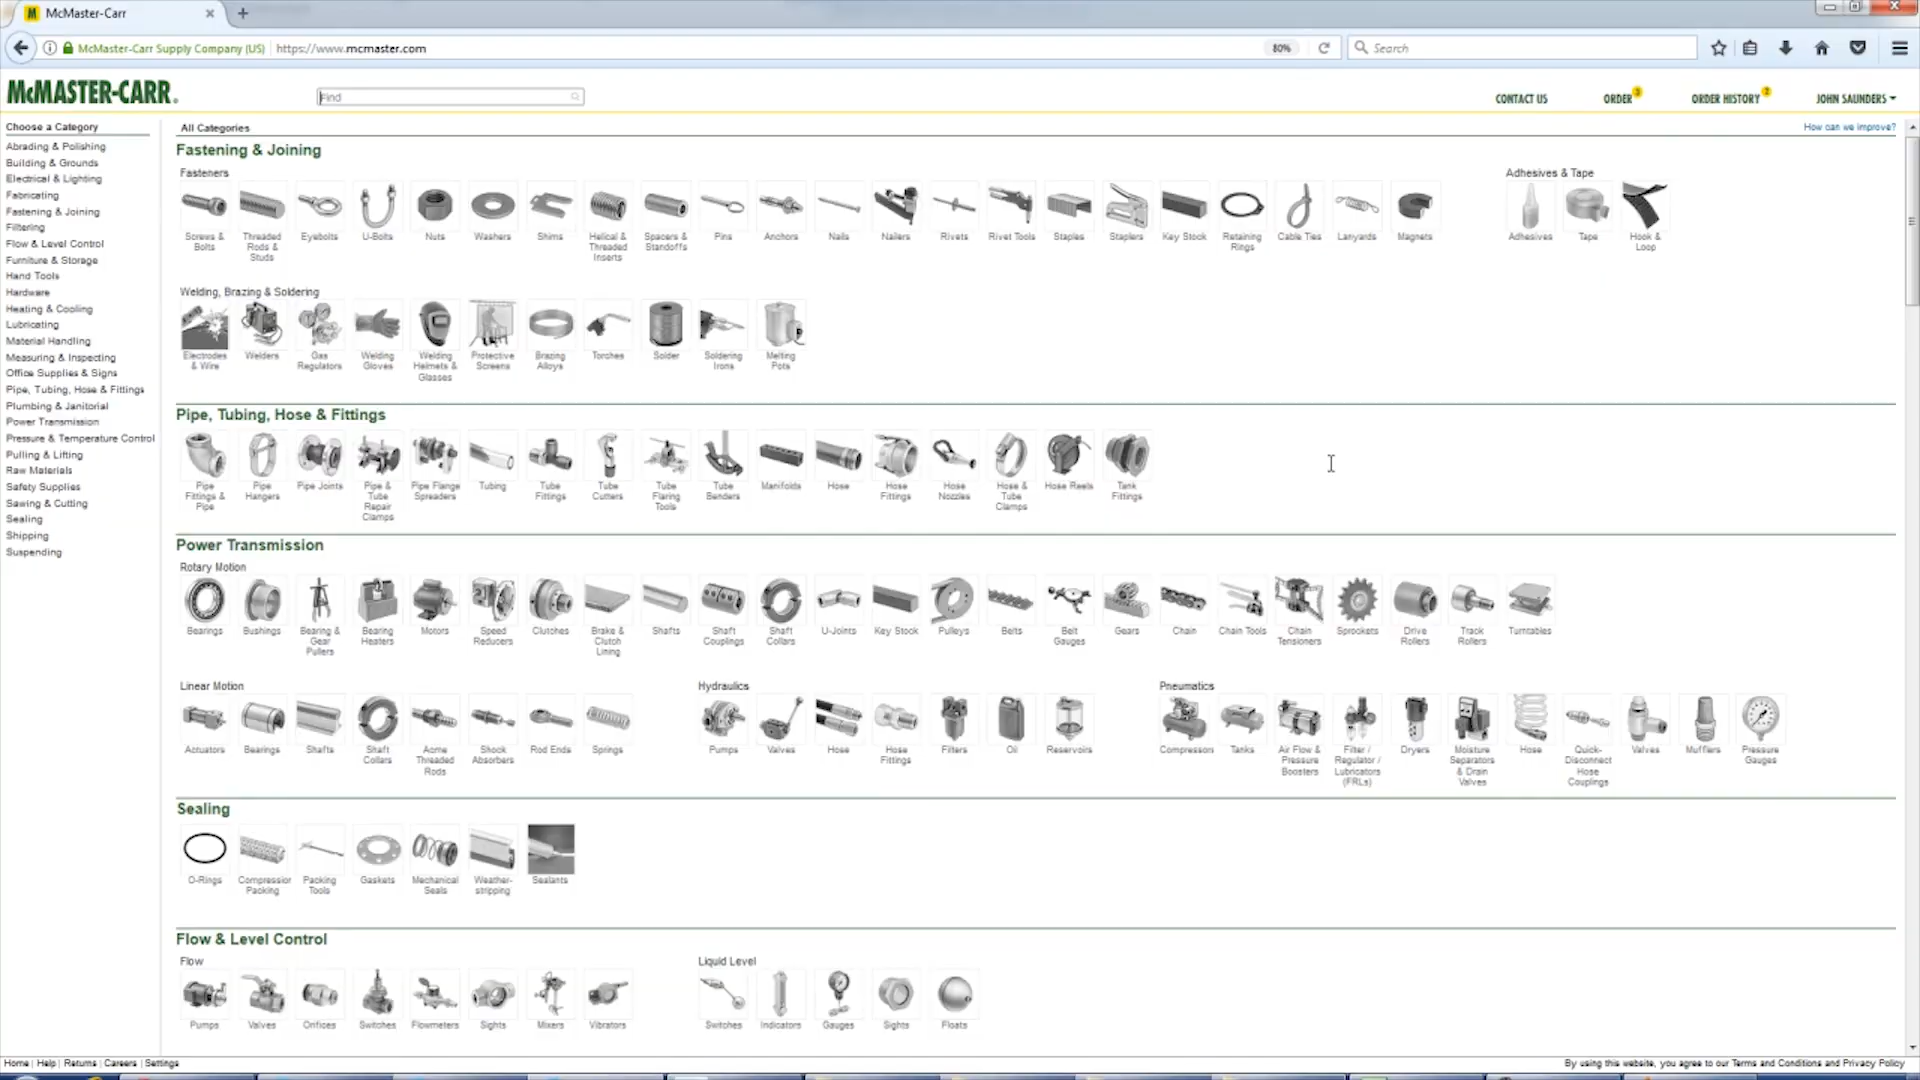 McMaster-Carr
McMaster-Carr Supply Company (US)
https://www.mcmaster.com
80%
Search
McMASTER-CARR.
Find
CONTACT US
ORDER
3
ORDER HISTORY
2
JOHN SAUNDERS
Choose a Category
Abrading & Polishing
Building & Grounds
Electrical & Lighting
Fabricating
Fastening & Joining
Filtering
Flow & Level Control
Furniture & Storage
Hand Tools
Hardware
Heating & Cooling
Lubricating
Material Handling
Measuring & Inspecting
Office Supplies & Signs
Pipe, Tubing, Hose & Fittings
Plumbing & Janitorial
Power Transmission
Pressure & Temperature Control
Pulling & Lifting
Raw Materials
Safety Supplies
Sawing & Cutting
Sealing
Shipping
Suspending
All Categories
How can we improve?
Fastening & Joining
Fasteners
Screws &
Bolts
Threaded
Rods &
Studs
Eyebolts
U-Bolts
Nuts
Washers
Shims
Helical &
Threaded
Inserts
Spacers &
Standoffs
Pins
Anchors
Nails
Nailers
Rivets
Rivet Tools
Staples
Staplers
Key Stock
Retaining
Rings
Cable Ties
Lanyards
Magnets
Adhesives & Tape
Adhesives
Tape
Hook &
Loop
Welding, Brazing & Soldering
Electrodes
& Wire
Welders
Gas
Regulators
Welding
Gloves
Welding
Helmets &
Glasses
Protective
Screens
Brazing
Alloys
Torches
Solder
Soldering
Irons
Melting
Pots
Pipe, Tubing, Hose & Fittings
Pipe
Fittings &
Pipe
Pipe
Hangers
Pipe Joints
Pipe &
Tube
Repair
Clamps
Pipe Flange
Spreaders
Tubing
Tube
Fittings
Tube
Cutters
Tube
Flaring
Tools
Tube
Benders
Manifolds
Hose
Hose
Fittings
Hose
Nozzles
Hose &
Tube
Clamps
Hose Reels
Tank
Fittings
Power Transmission
Rotary Motion
Bearings
Bushings
Bearing &
Gear
Pullers
Bearing
Heaters
Motors
Speed
Reducers
Clutches
Brake &
Clutch
Lining
Shafts
Shaft
Couplings
Shaft
Collars
U-Joints
Key Stock
Pulleys
Belts
Belt
Gauges
Gears
Chain
Chain Tools
Chain
Tensioners
Sprockets
Drive
Rollers
Track
Rollers
Turntables
Linear Motion
Actuators
Bearings
Shafts
Shaft
Collars
Acme
Threaded
Rods
Shock
Absorbers
Rod Ends
Springs
Hydraulics
Pumps
Valves
Hose
Hose
Fittings
Filters
Oil
Reservoirs
Pneumatics
Compressors
Tanks
Air Flow &
Pressure
Boosters
Filter /
Regulator /
Lubricators
(FRLs)
Dryers
Moisture
Separators
& Drain
Valves
Hose
Quick-
Disconnect
Hose
Couplings
Valves
Mufflers
Pressure
Gauges
Sealing
O-Rings
Compression
Packing
Packing
Tools
Gaskets
Mechanical
Seals
Weather-
stripping
Sealants
Flow & Level Control
Flow
Pumps
Valves
Orifices
Switches
Flowmeters
Sights
Mixers
Vibrators
Liquid Level
Switches
Indicators
Gauges
Sights
Floats
Home | Help | Returns | Careers | Settings
By using this website, you agree to our Terms and Conditions and Privacy Policy